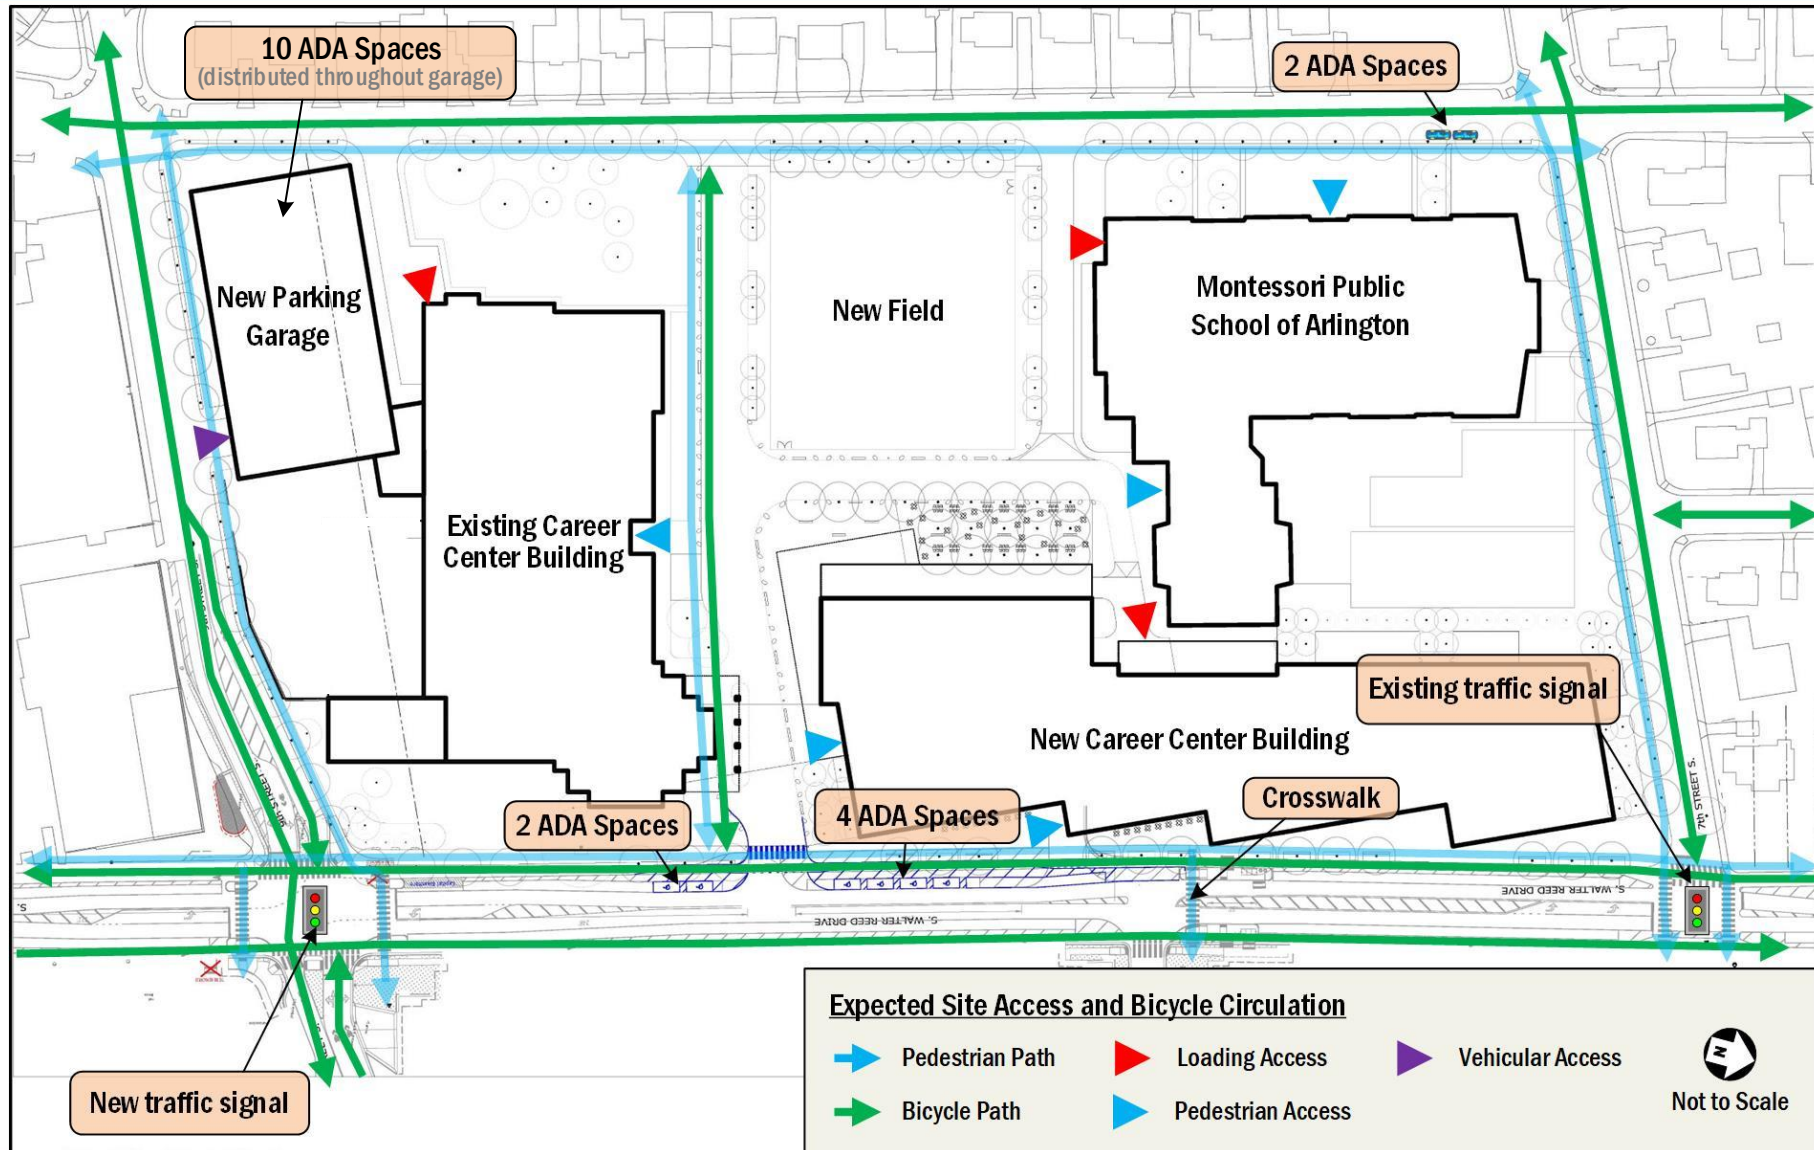 10 ADA Spaces
(distributed throughout garage)
2 ADA Spaces
New Parking
Garage
New Field
Montessori Public
School of Arlington
Existing Career
Center Building
Existing traffic signal
New Career Center Building
Crosswalk
2 ADA Spaces
4 ADA Spaces
9th STREET S.
7th STREET S.
S. WALTER REED DRIVE
S. WALTER REED DRIVE
New traffic signal
Expected Site Access and Bicycle Circulation
Pedestrian Path
Loading Access
Vehicular Access
Bicycle Path
Pedestrian Access
N
Not to Scale